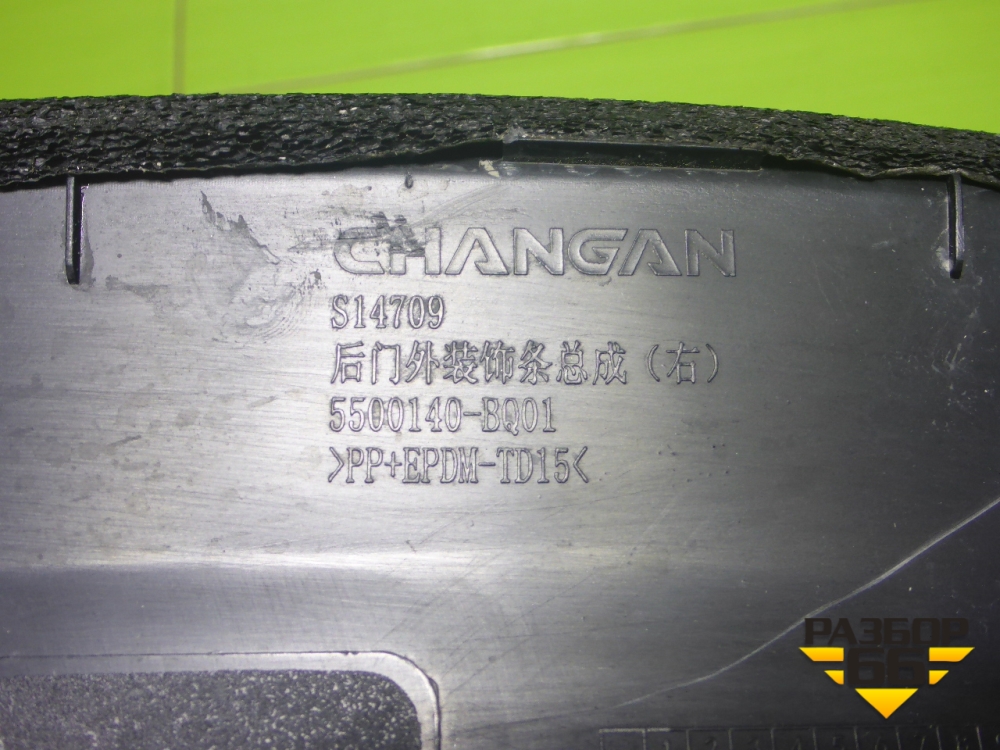 CHANGAN
S14709
后门外装饰条总成（右）
5500140-BQ01
>PP+EPDM-TD15<
РАЗБОР
66